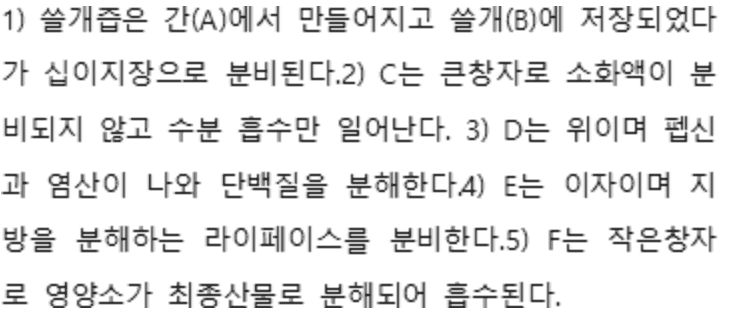 1) 쓸개즙은 간(A)에서 만들어지고 쓸개(B)에 저장되었다
가 십이지장으로 분비된다.2) C는 큰창자로 소화액이 분
비되지 않고 수분 흡수만 일어난다. 3) D는 위이며 펩신
과 염산이 나와 단백질을 분해한다.4) E는 이자이며 지
방을 분해하는 라이페이스를 분비한다.5) F는 작은창자
로 영양소가 최종산물로 분해되어 흡수된다.